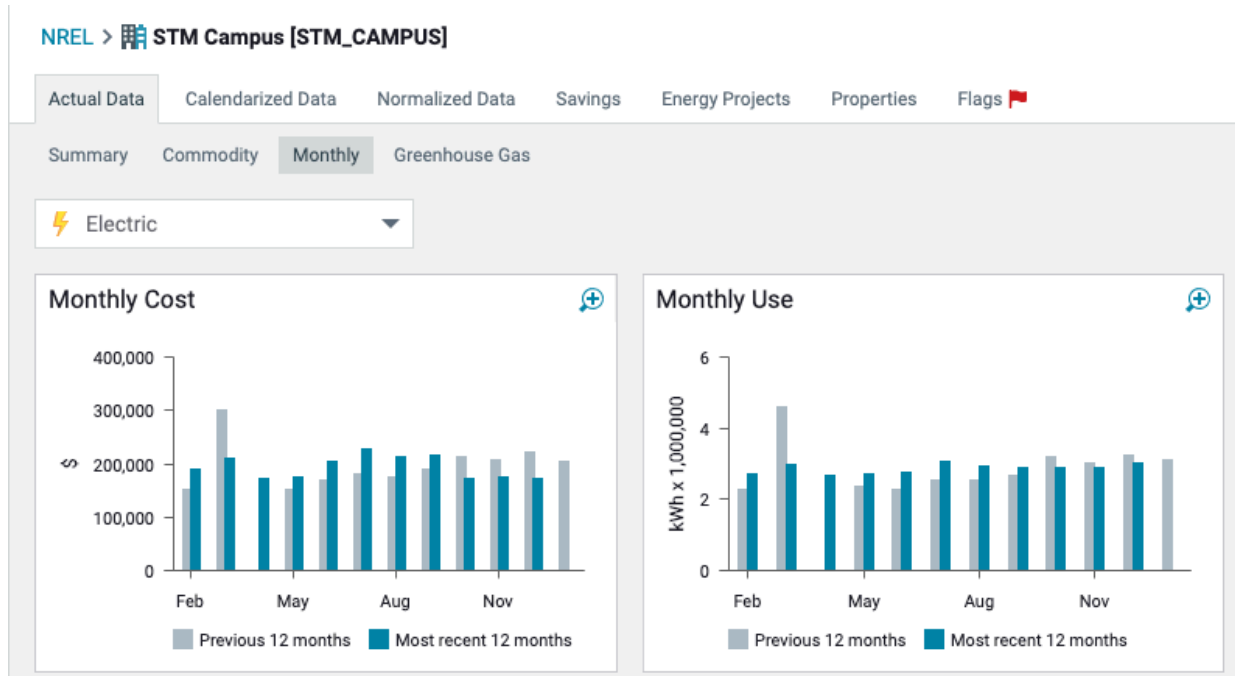 NREL > STM Campus [STM_CAMPUS]
Actual Data Calendarized Data Normalized Data Savings Energy Projects Properties Flags
Summary Commodity Monthly Greenhouse Gas
Electric
Monthly Cost
400,000
300,000
200,000
100,000
0
$
Feb May Aug Nov
Previous 12 months Most recent 12 months
Monthly Use
6
4
2
0
kWh x 1,000,000
Feb May Aug Nov
Previous 12 months Most recent 12 months